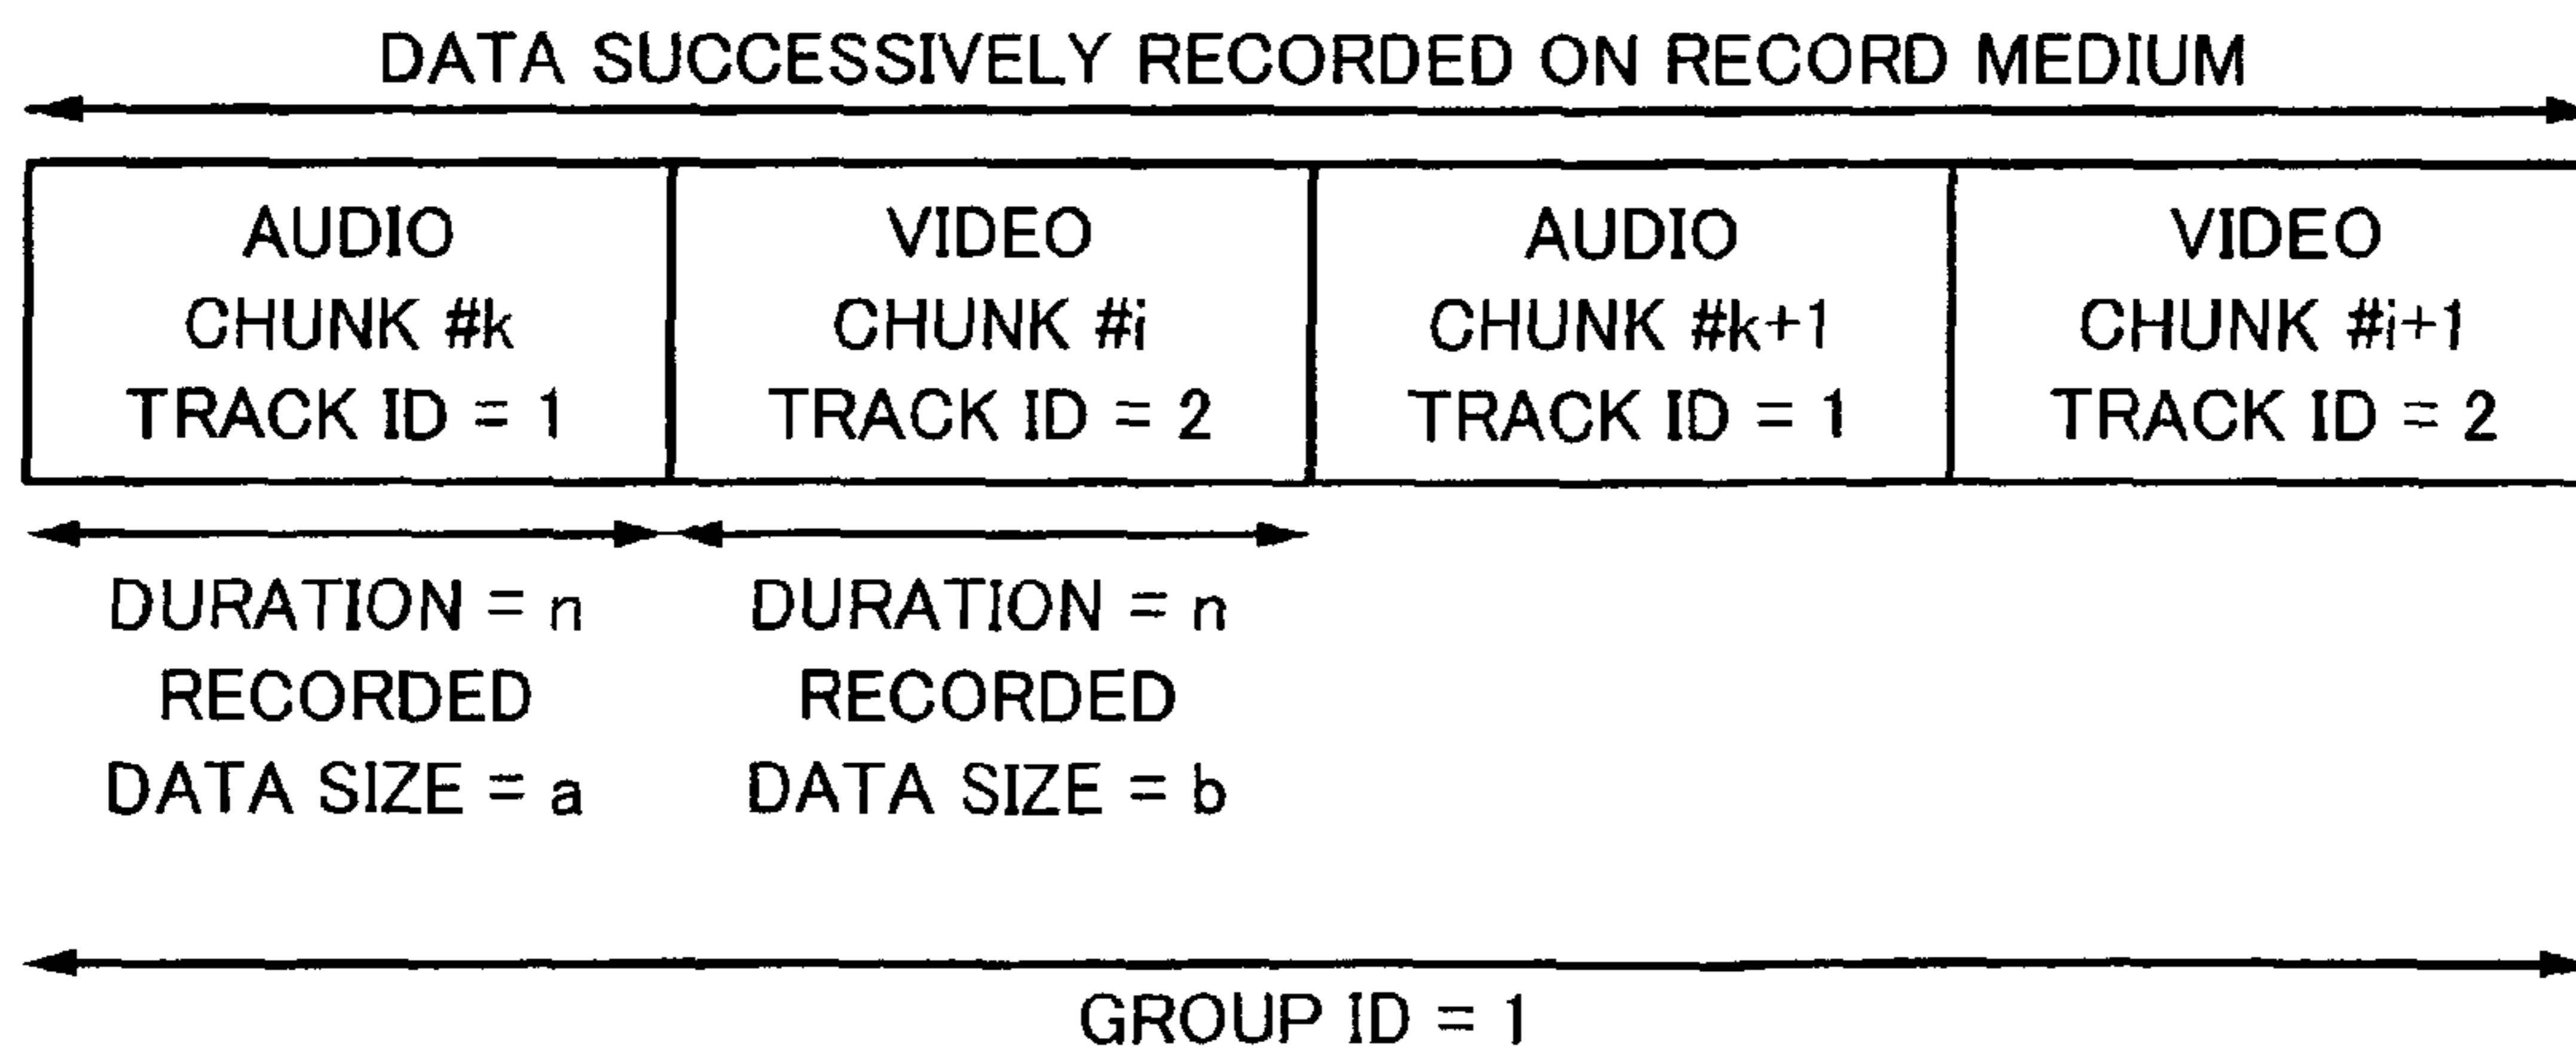 DATA SUCCESSIVELY RECORDED ON RECORD MEDIUM
AUDIO
CHUNK #k
TRACK ID = 1
VIDEO
CHUNK #i
TRACK ID = 2
AUDIO
CHUNK #k+1
TRACK ID = 1
VIDEO
CHUNK #i+1
TRACK ID = 2
DURATION = n
RECORDED
DATA SIZE = a
DURATION = n
RECORDED
DATA SIZE = b
GROUP ID = 1